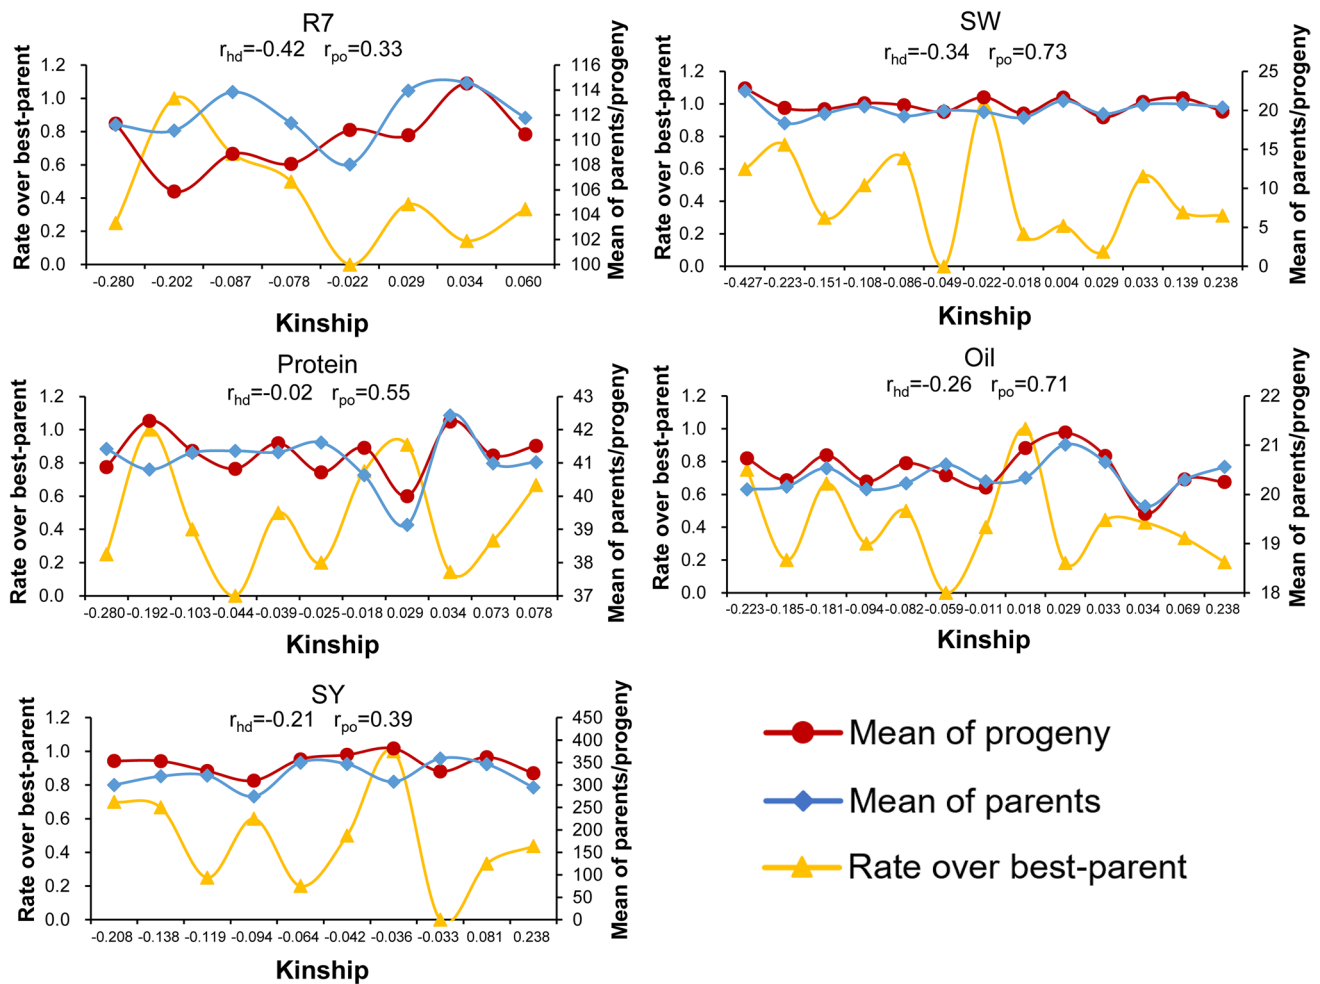 R7
rhd=-0.42 rpo=0.33
Rate over best-parent
1.2
1.0
0.8
0.6
0.4
0.2
0.0
116
114
112
110
108
106
104
102
100
Mean of parents/progeny
-0.280 -0.202 -0.087 -0.078 -0.022 0.029 0.034 0.060
Kinship
SW
rhd=-0.34 rpo=0.73
Rate over best-parent
1.2
1.0
0.8
0.6
0.4
0.2
0.0
25
20
15
10
5
0
Mean of parents/progeny
-0.427 -0.223 -0.151 -0.108 -0.086 -0.049 -0.022 -0.018 0.004 0.029 0.033 0.139 0.238
Kinship
Protein
rhd=-0.02 rpo=0.55
Rate over best-parent
1.2
1.0
0.8
0.6
0.4
0.2
0.0
43
42
41
40
39
38
37
Mean of parents/progeny
-0.280 -0.192 -0.103 -0.044 -0.039 -0.025 -0.018 0.029 0.034 0.073 0.078
Kinship
Oil
rhd=-0.26 rpo=0.71
Rate over best-parent
1.2
1.0
0.8
0.6
0.4
0.2
0.0
22
21
20
19
18
Mean of parents/progeny
-0.223 -0.185 -0.181 -0.094 -0.082 -0.059 -0.011 0.018 0.029 0.033 0.034 0.069 0.238
Kinship
SY
rhd=-0.21 rpo=0.39
Rate over best-parent
1.2
1.0
0.8
0.6
0.4
0.2
0.0
450
400
350
300
250
200
150
100
50
0
Mean of parents/progeny
-0.208 -0.138 -0.119 -0.094 -0.064 -0.042 -0.036 -0.033 0.081 0.238
Kinship
Mean of progeny
Mean of parents
Rate over best-parent